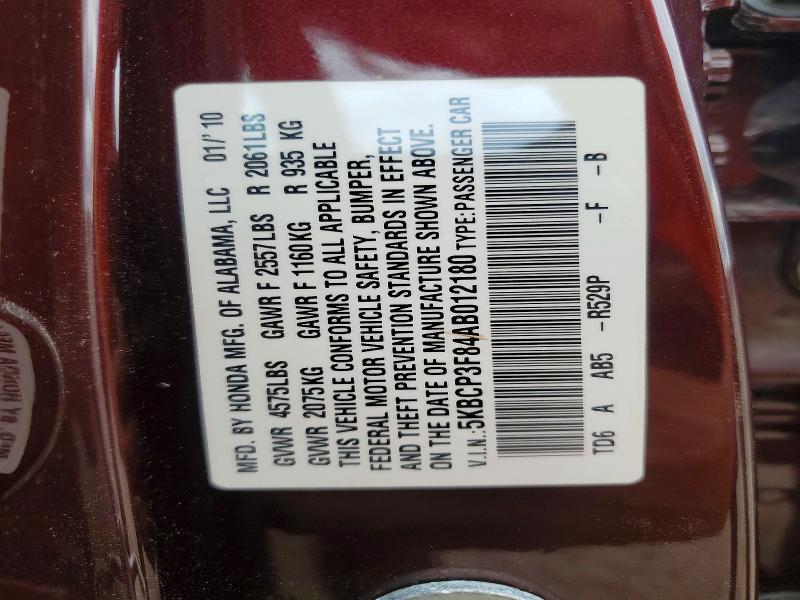 MFD. BY HONDA MFG. OF ALABAMA, LLC 01/'10
GVWR 4575LBS GAWR F 2557LBS R 2061LBS
GVWR 2075KG GAWR F 1160KG R 935 KG
THIS VEHICLE CONFORMS TO ALL APPLICABLE
FEDERAL MOTOR VEHICLE SAFETY, BUMPER,
AND THEFT PREVENTION STANDARDS IN EFFECT
ON THE DATE OF MANUFACTURE SHOWN ABOVE.
V.I.N.:5KBCP3F84AB012180 TYPE:PASSENGER CAR
TD6 A AB5 -R529P -F -B